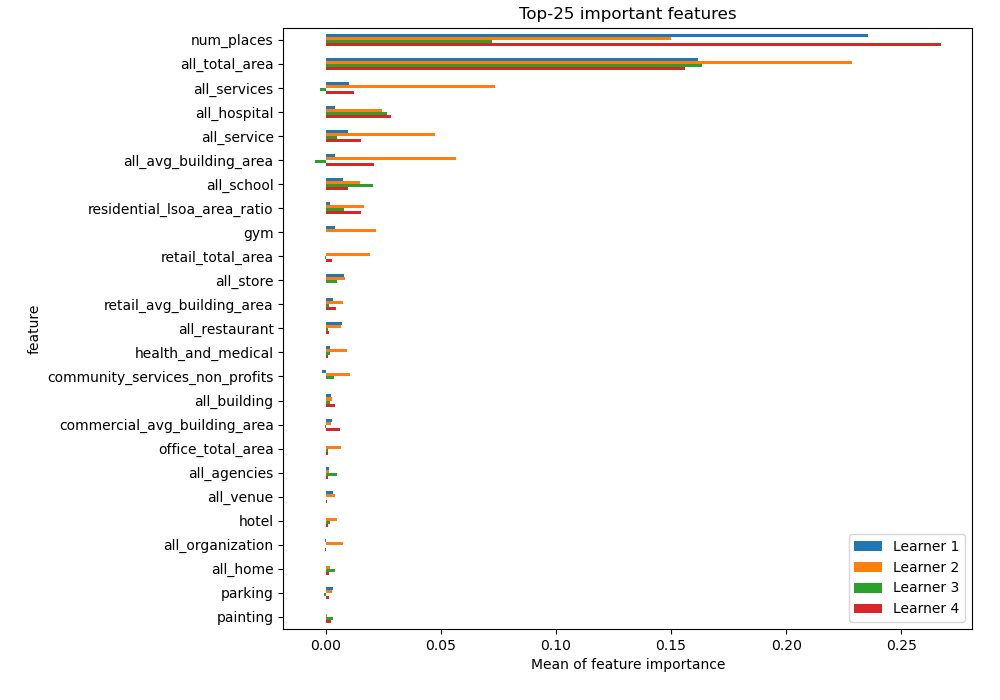 Top-25 important features
num_places
all_total_area
all_services
all_hospital
all_service
all_avg_building_area
all_school
residential_lsoa_area_ratio
gym
retail_total_area
all_store
retail_avg_building_area
all_restaurant
health_and_medical
community_services_non_profits
all_building
commercial_avg_building_area
office_total_area
all_agencies
all_venue
hotel
all_organization
all_home
parking
painting
feature
Learner 1
Learner 2
Learner 3
Learner 4
0.00 0.05 0.10 0.15 0.20 0.25
Mean of feature importance